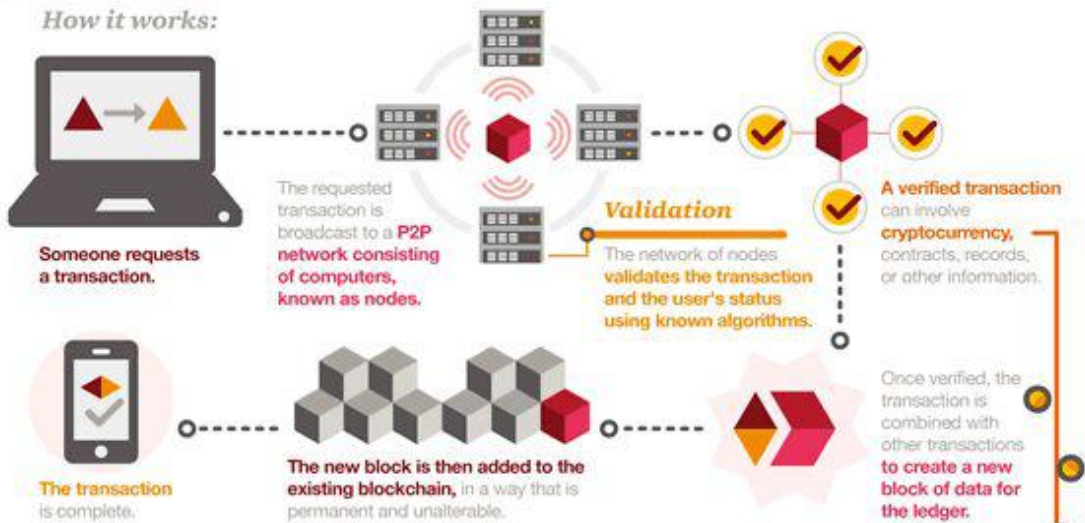 How it works:
Someone requests
a transaction.
The requested
transaction is
broadcast to a P2P
network consisting
of computers,
known as nodes.
Validation
The network of nodes
validates the transaction
and the user's status
using known algorithms.
A verified transaction
can involve
cryptocurrency,
contracts, records,
or other information.
Once verified, the
transaction is
combined with
other transactions
to create a new
block of data for
the ledger.
The new block is then added to the
existing blockchain, in a way that is
permanent and unalterable.
The transaction
is complete.